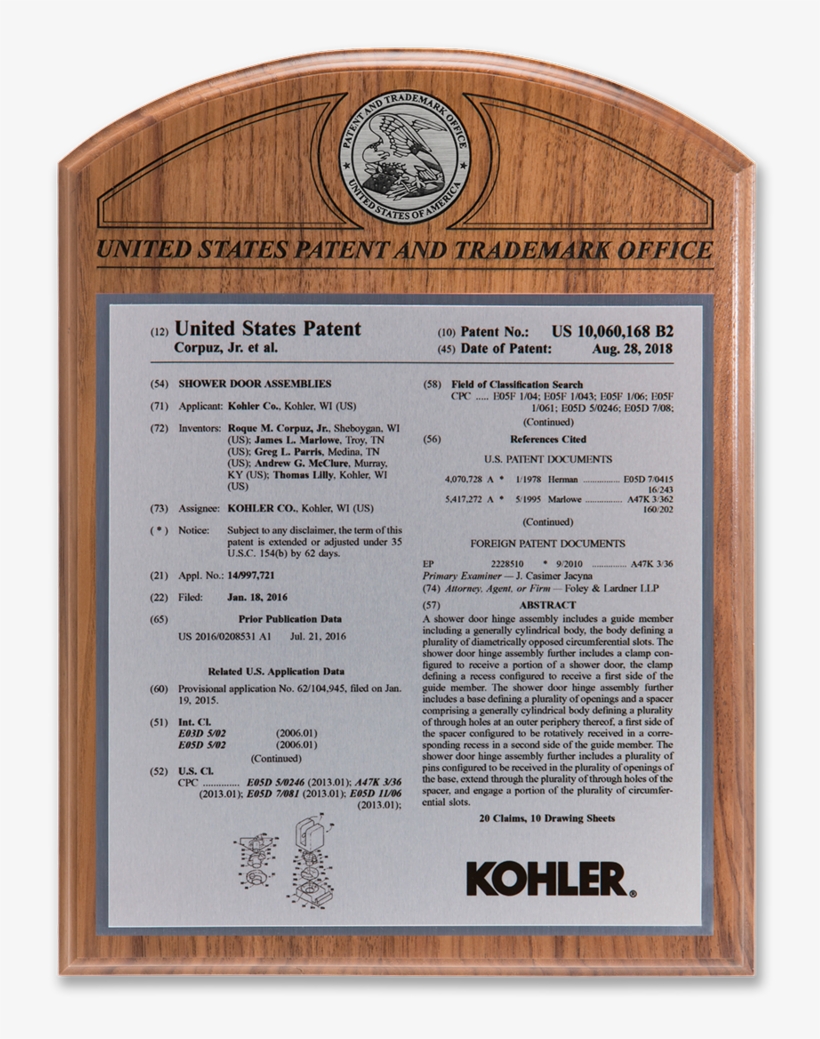 PATENT AND TRADEMARK OFFICE
UNITED STATES OF AMERICA
UNITED STATES PATENT AND TRADEMARK OFFICE
(12) United States Patent
Corpuz, Jr. et al.
(10) Patent No.: US 10,060,168 B2
(45) Date of Patent: Aug. 28, 2018
(54) SHOWER DOOR ASSEMBLIES
(71) Applicant: Kohler Co., Kohler, WI (US)
(72) Inventors: Roque M. Corpuz, Jr., Sheboygan, WI
(US); James L. Marlowe, Troy, TN
(US); Greg L. Parris, Medina, TN
(US); Andrew G. McClure, Murray,
KY (US); Thomas Lilly, Kohler, WI
(US)
(73) Assignee: KOHLER CO., Kohler, WI (US)
( * ) Notice: Subject to any disclaimer, the term of this
patent is extended or adjusted under 35
U.S.C. 154(b) by 62 days.
(21) Appl. No.: 14/997,721
(22) Filed: Jan. 18, 2016
(65) Prior Publication Data
US 2016/0208531 A1 Jul. 21, 2016
Related U.S. Application Data
(60) Provisional application No. 62/104,945, filed on Jan.
19, 2015.
(51) Int. Cl.
E03D 5/02 (2006.01)
E05D 5/02 (2006.01)
(Continued)
(52) U.S. Cl.
CPC ............. E05D 5/0246 (2013.01); A47K 3/36
(2013.01); E05D 7/081 (2013.01); E05D 11/06
(2013.01);
(58) Field of Classification Search
CPC ..... E05F 1/04; E05F 1/043; E05F 1/06; E05F
1/061; E05D 5/0246; E05D 7/08;
(Continued)
(56) References Cited
U.S. PATENT DOCUMENTS
4,070,728 A * 1/1978 Herman ................ E05D 7/0415
16/243
5,417,272 A * 5/1995 Marlowe ............... A47K 3/362
160/202
(Continued)
FOREIGN PATENT DOCUMENTS
EP 2228510 * 9/2010 ............. A47K 3/36
Primary Examiner — J. Casimer Jacyna
(74) Attorney, Agent, or Firm — Foley & Lardner LLP
(57) ABSTRACT
A shower door hinge assembly includes a guide member
including a generally cylindrical body, the body defining a
plurality of diametrically opposed circumferential slots. The
shower door hinge assembly further includes a clamp con-
figured to receive a portion of a shower door, the clamp
defining a recess configured to receive a first side of the
guide member. The shower door hinge assembly further
includes a base defining a plurality of openings and a spacer
comprising a generally cylindrical body defining a plurality
of through holes at an outer periphery thereof, a first side of
the spacer configured to be rotatively received in a corre-
sponding recess in a second side of the guide member. The
shower door hinge assembly further includes a plurality of
pins configured to be received in the plurality of openings of
the base, extend through the plurality of through holes of the
spacer, and engage a portion of the plurality of circumfer-
ential slots.
20 Claims, 10 Drawing Sheets
KOHLER®